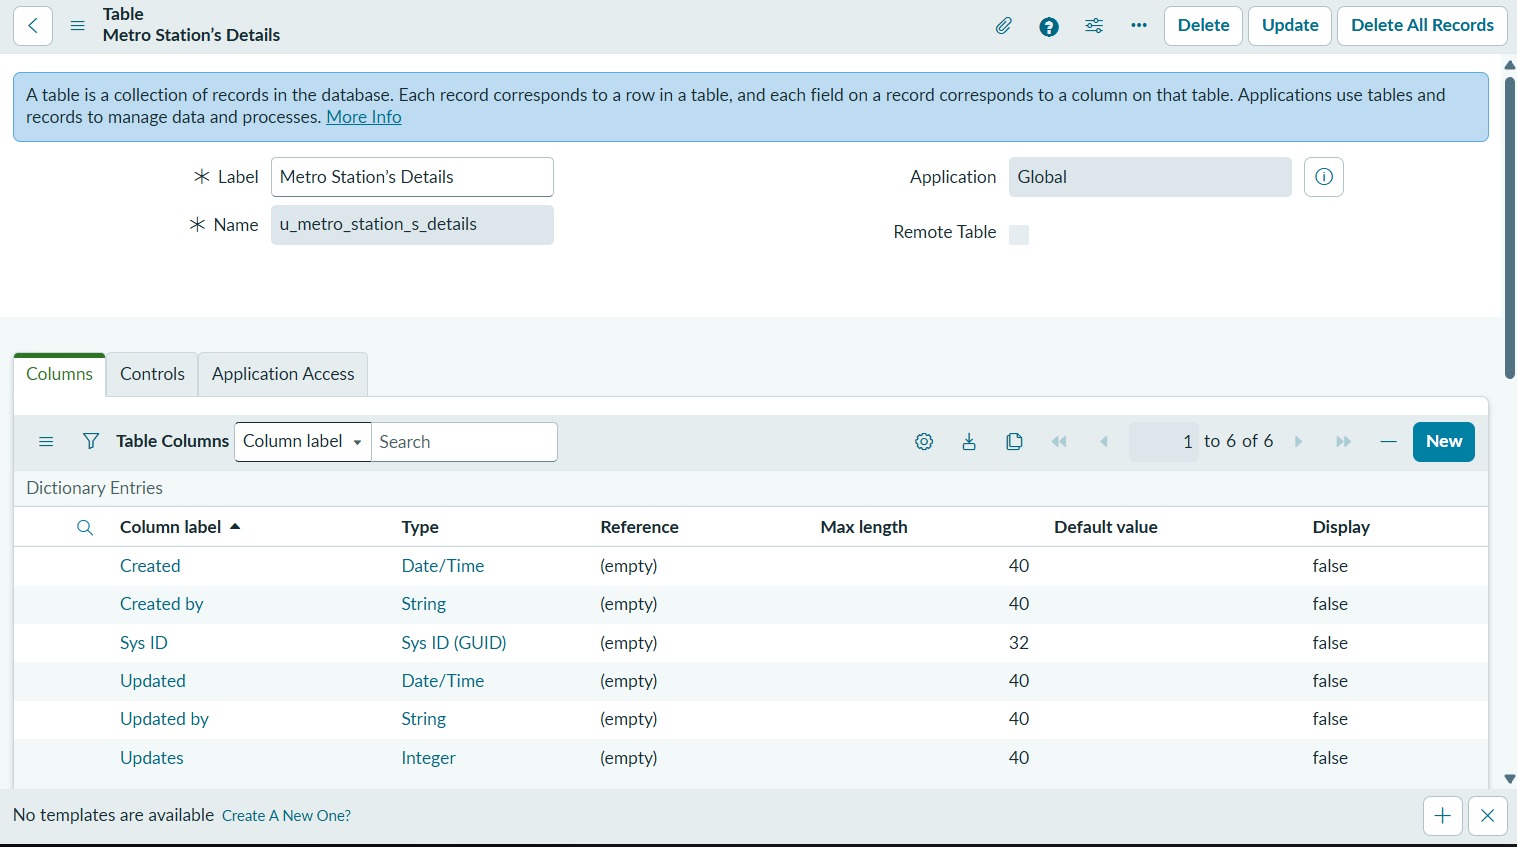 Table
Metro Station’s Details
Delete
Update
Delete All Records
A table is a collection of records in the database. Each record corresponds to a row in a table, and each field on a record corresponds to a column on that table. Applications use tables and
records to manage data and processes. More Info
Label Metro Station’s Details
Application Global
Name u_metro_station_s_details
Remote Table
Columns Controls Application Access
Table Columns Column label Search 1 to 6 of 6 New
Dictionary Entries
Column label Type Reference Max length Default value Display
Created Date/Time (empty) 40 false
Created by String (empty) 40 false
Sys ID Sys ID (GUID) (empty) 32 false
Updated Date/Time (empty) 40 false
Updated by String (empty) 40 false
Updates Integer (empty) 40 false
No templates are available Create A New One?